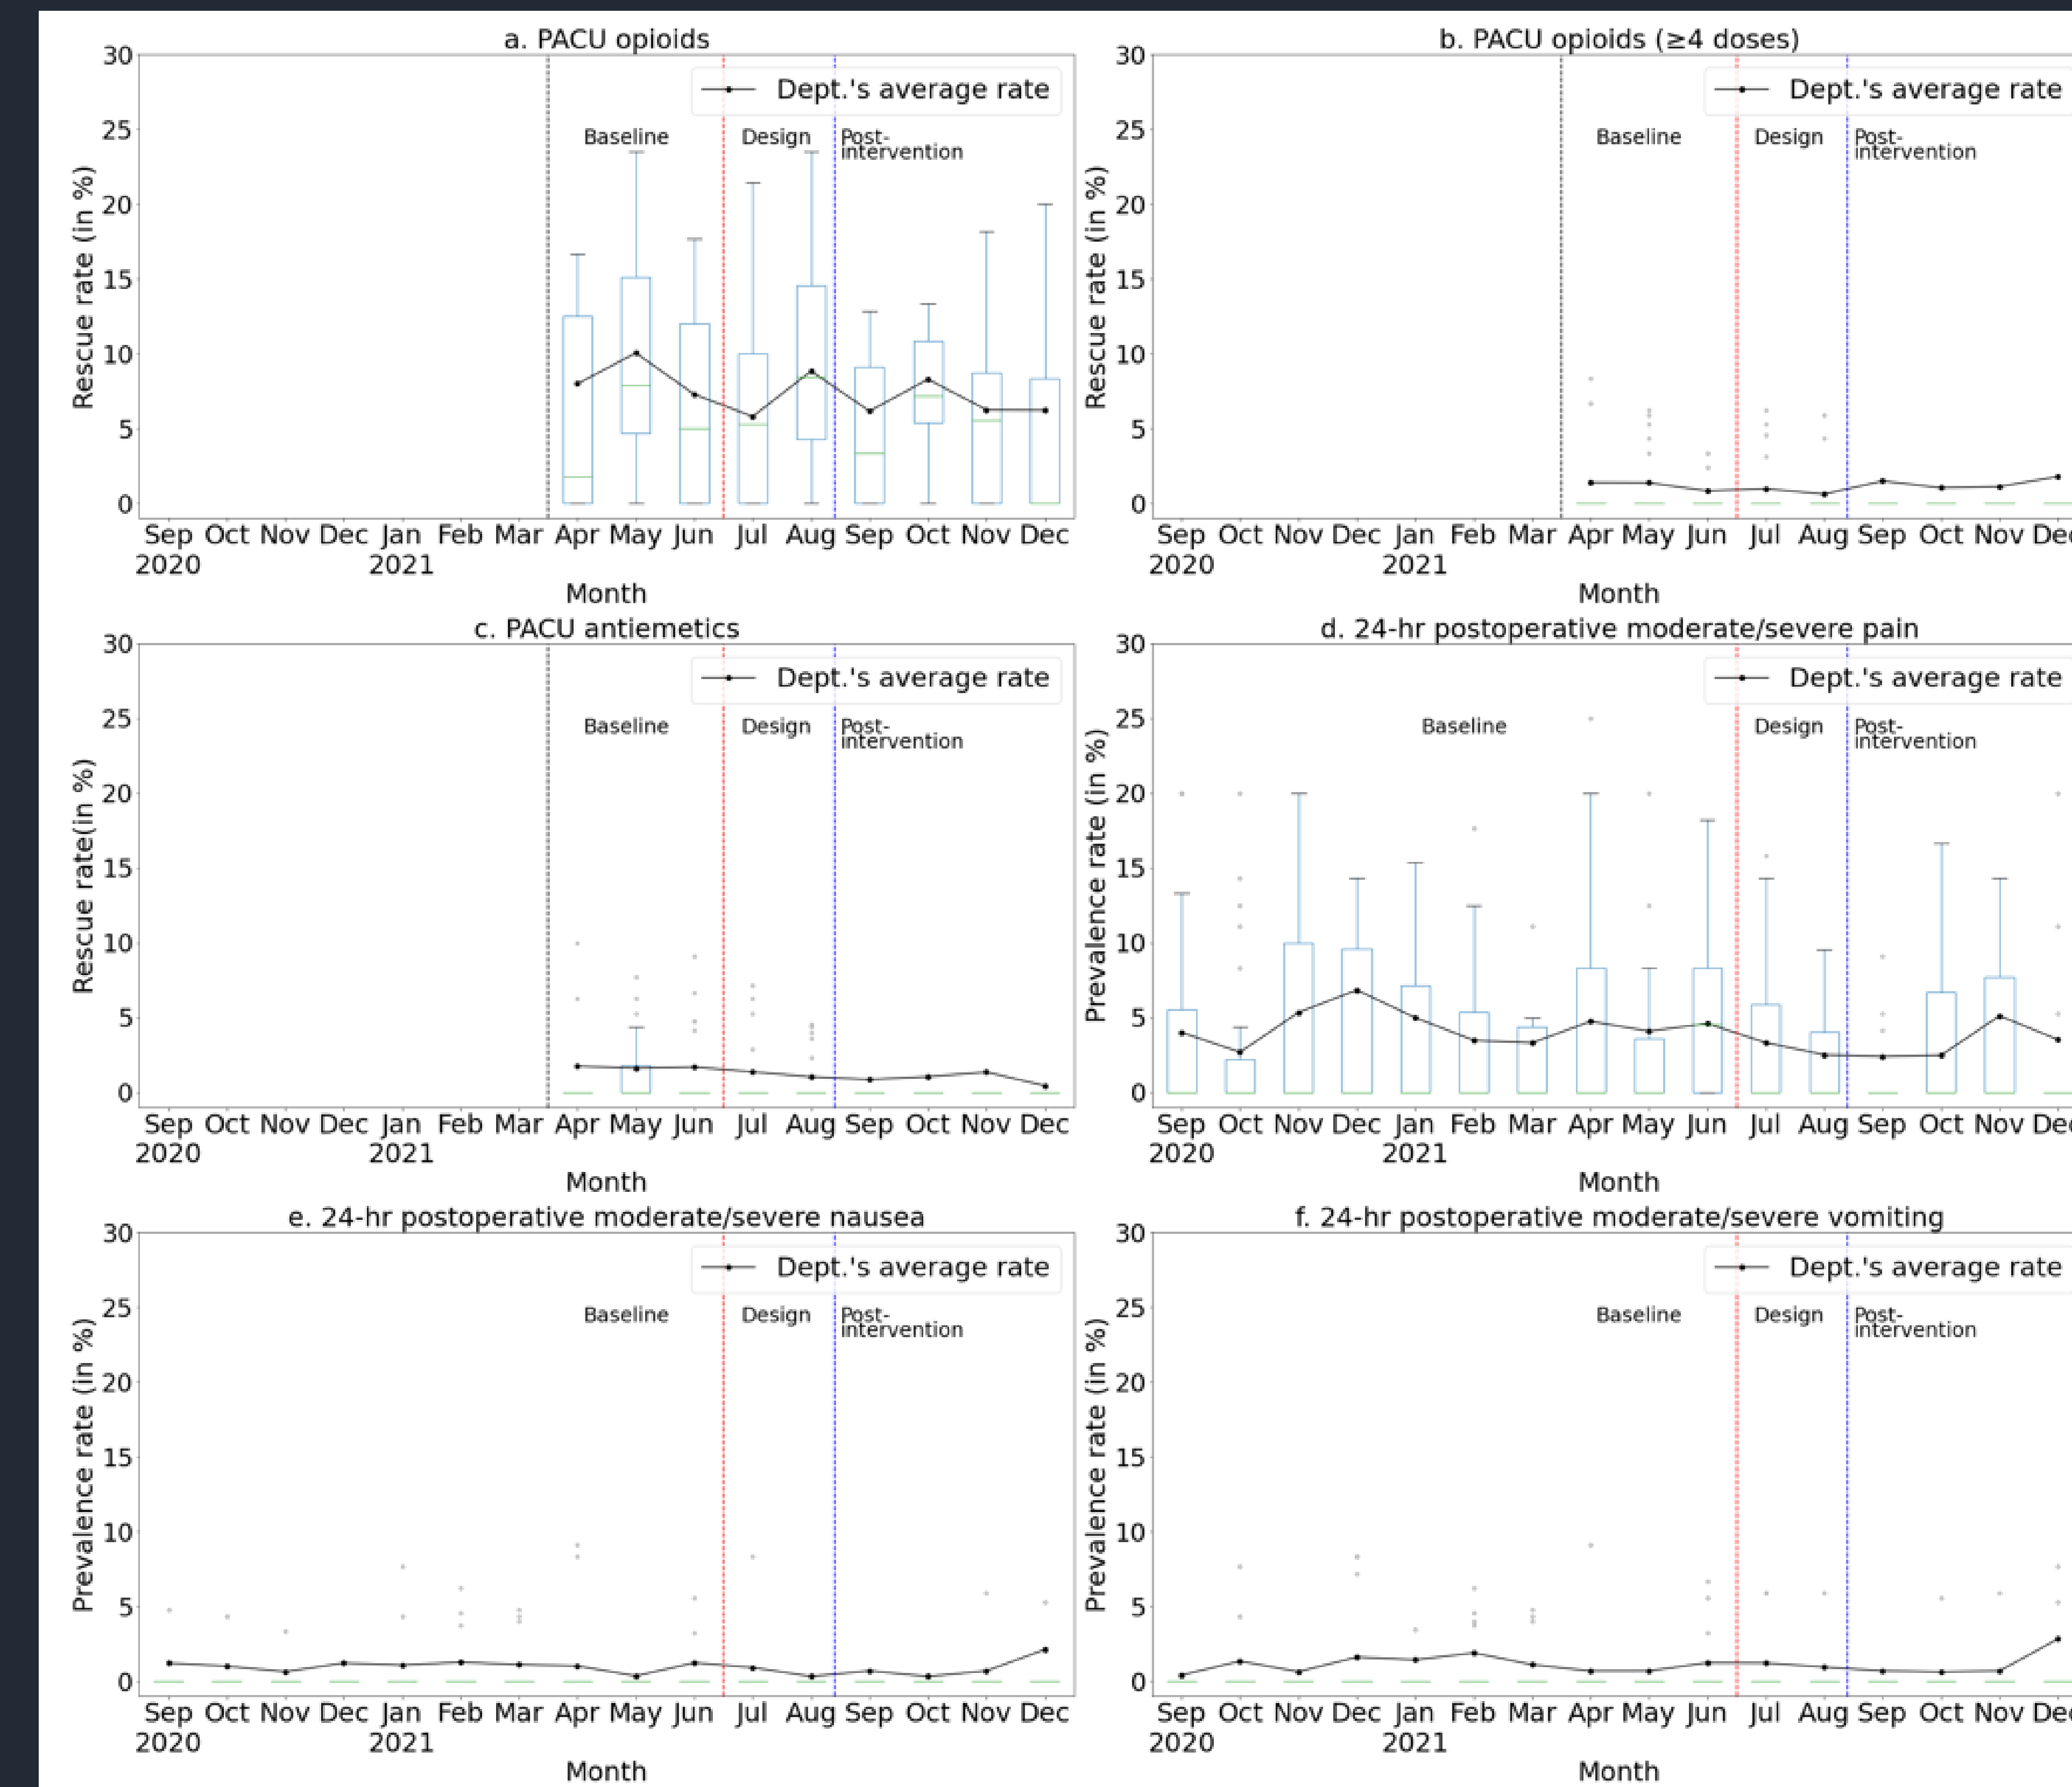 a. PACU opioids
30
25
20
15
10
5
0
Rescue rate (in %)
Dept.'s average rate
Baseline
Design
Post-
intervention
Sep Oct Nov Dec Jan Feb Mar Apr May Jun Jul Aug Sep Oct Nov Dec
2020 2021
Month
b. PACU opioids (≥4 doses)
30
25
20
15
10
5
0
Rescue rate (in %)
Dept.'s average rate
Baseline
Design
Post-
intervention
Sep Oct Nov Dec Jan Feb Mar Apr May Jun Jul Aug Sep Oct Nov Dec
2020 2021
Month
c. PACU antiemetics
30
25
20
15
10
5
0
Rescue rate(in %)
Dept.'s average rate
Baseline
Design
Post-
intervention
Sep Oct Nov Dec Jan Feb Mar Apr May Jun Jul Aug Sep Oct Nov Dec
2020 2021
Month
d. 24-hr postoperative moderate/severe pain
30
25
20
15
10
5
0
Prevalence rate (in %)
Dept.'s average rate
Baseline
Design
Post-
intervention
Sep Oct Nov Dec Jan Feb Mar Apr May Jun Jul Aug Sep Oct Nov Dec
2020 2021
Month
e. 24-hr postoperative moderate/severe nausea
30
25
20
15
10
5
0
Prevalence rate (in %)
Dept.'s average rate
Baseline
Design
Post-
intervention
Sep Oct Nov Dec Jan Feb Mar Apr May Jun Jul Aug Sep Oct Nov Dec
2020 2021
Month
f. 24-hr postoperative moderate/severe vomiting
30
25
20
15
10
5
0
Prevalence rate (in %)
Dept.'s average rate
Baseline
Design
Post-
intervention
Sep Oct Nov Dec Jan Feb Mar Apr May Jun Jul Aug Sep Oct Nov Dec
2020 2021
Month